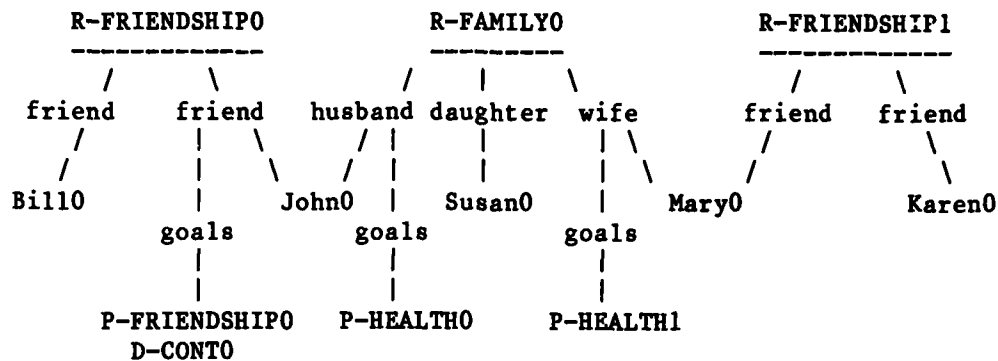 R-FRIENDSHIP0 R-FAMILY0 R-FRIENDSHIP1
friend friend husband daughter wife friend friend
Bill0 John0 Susan0 Mary0 Karen0
goals goals goals
P-FRIENDSHIP0 P-HEALTH0 P-HEALTH1
D-CONT0